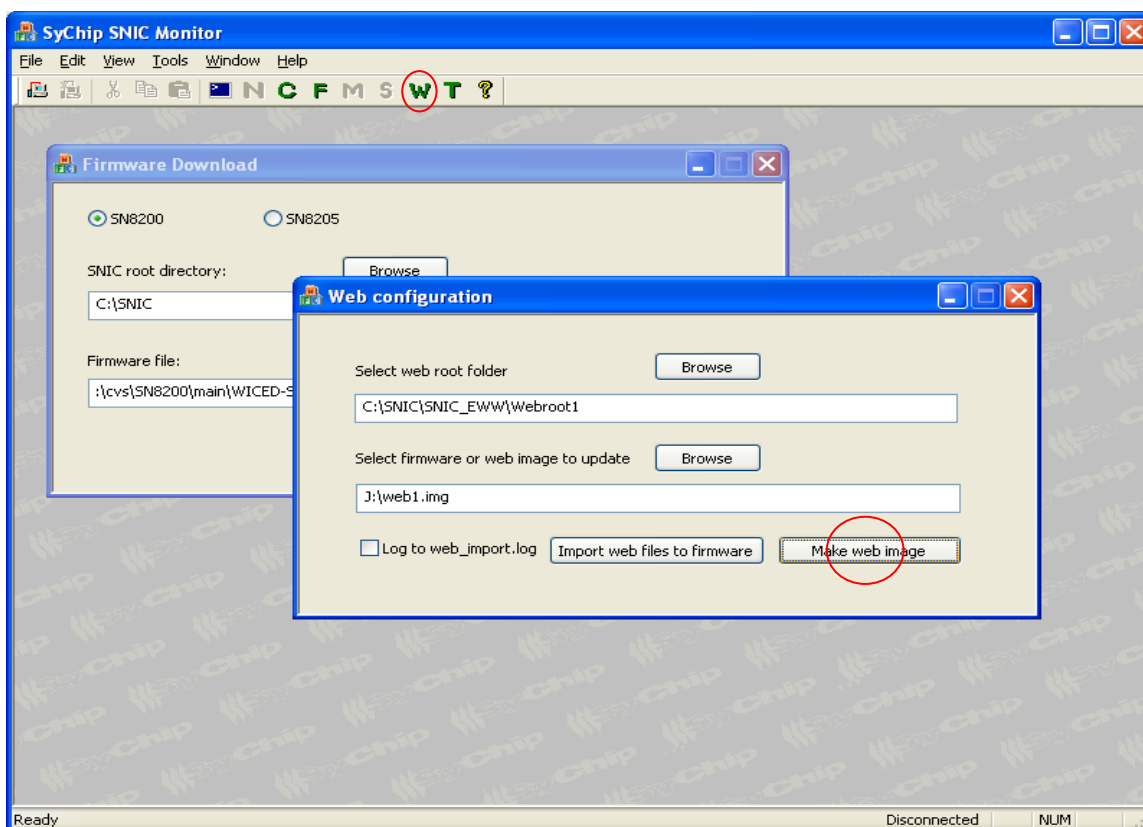 SyChip SNIC Monitor
File Edit View Tools Window Help
N C F M S W T ?
Firmware Download
SN8200 SN8205
SNIC root directory: Browse
C:\SNIC
Firmware file:
:\cvs\SN8200\main\WICED-S
Web configuration
Select web root folder Browse
C:\SNIC\SNIC_EWW\Webroot1
Select firmware or web image to update Browse
J:\web1.img
Log to web_import.log Import web files to firmware Make web image
Ready Disconnected NUM